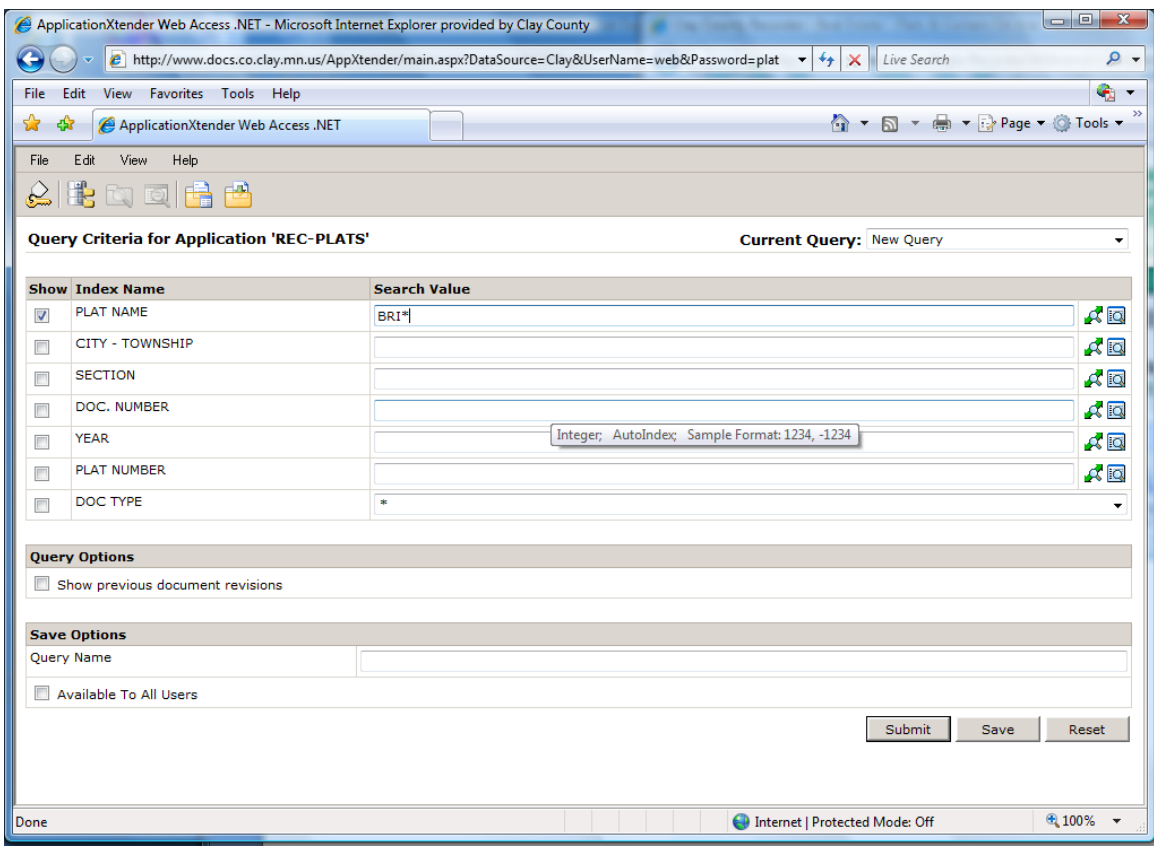 ApplicationXtender Web Access .NET - Microsoft Internet Explorer provided by Clay County
http://www.docs.co.clay.mn.us/AppXtender/main.aspx?DataSource=Clay&UserName=web&Password=plat Live Search
File Edit View Favorites Tools Help
ApplicationXtender Web Access .NET Page Tools
File Edit View Help
Query Criteria for Application 'REC-PLATS' Current Query: New Query
Show Index Name Search Value
PLAT NAME BRI*
CITY - TOWNSHIP
SECTION
DOC. NUMBER
Integer; AutoIndex; Sample Format: 1234, -1234
YEAR
PLAT NUMBER
DOC TYPE *
Query Options
Show previous document revisions
Save Options
Query Name
Available To All Users
Submit Save Reset
Done Internet | Protected Mode: Off 100%